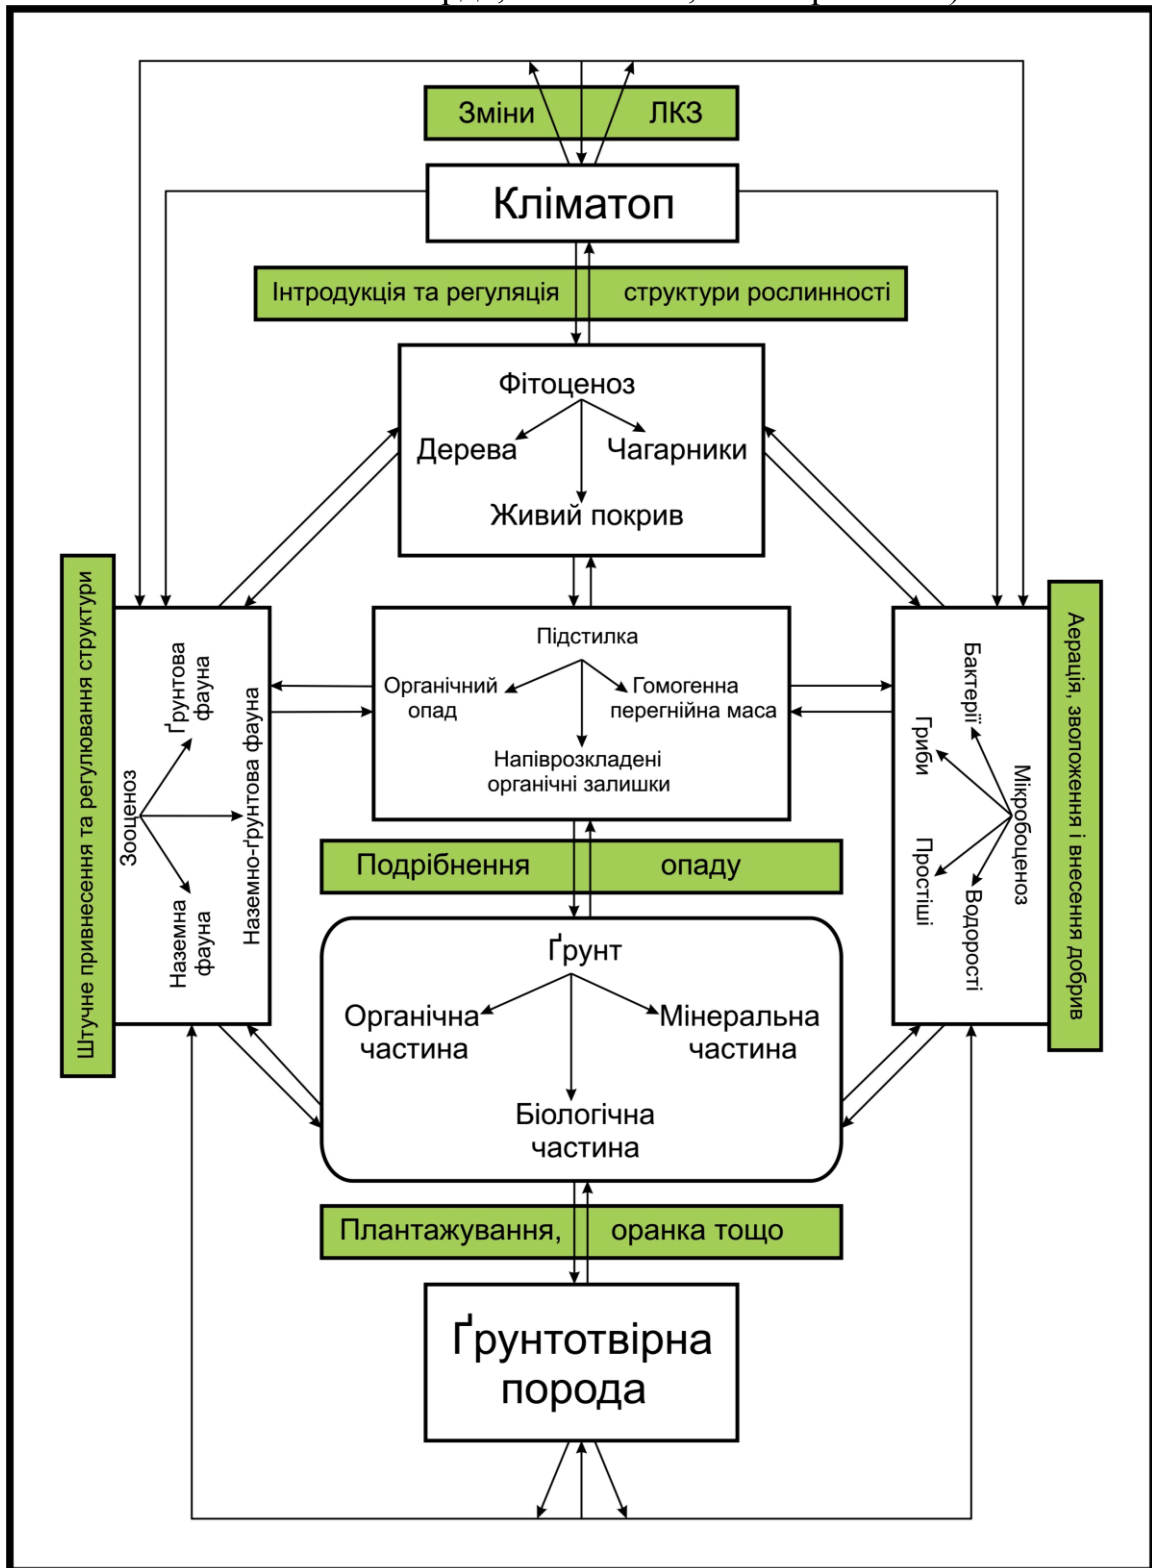 Зміни ЛКЗ
Кліматоп
Інтродукція та регуляція структури рослинності
Фітоценоз
Дерева
Чагарники
Живий покрив
Штучне привнесення та регулювання структури
Зооценоз
Ґрунтова
фауна
Наземно-ґрунтова фауна
Наземна
фауна
Підстилка
Органічний
опад
Гомогенна
перегнійна маса
Напіврозкладені
органічні залишки
Бактерії
Гриби
Мікробоценоз
Простіші
Водорості
Аерація, зволоження і внесення добрив
Подрібнення опаду
Ґрунт
Органічна
частина
Мінеральна
частина
Біологічна
частина
Плантажування, оранка тощо
Ґрунтотвірна
порода